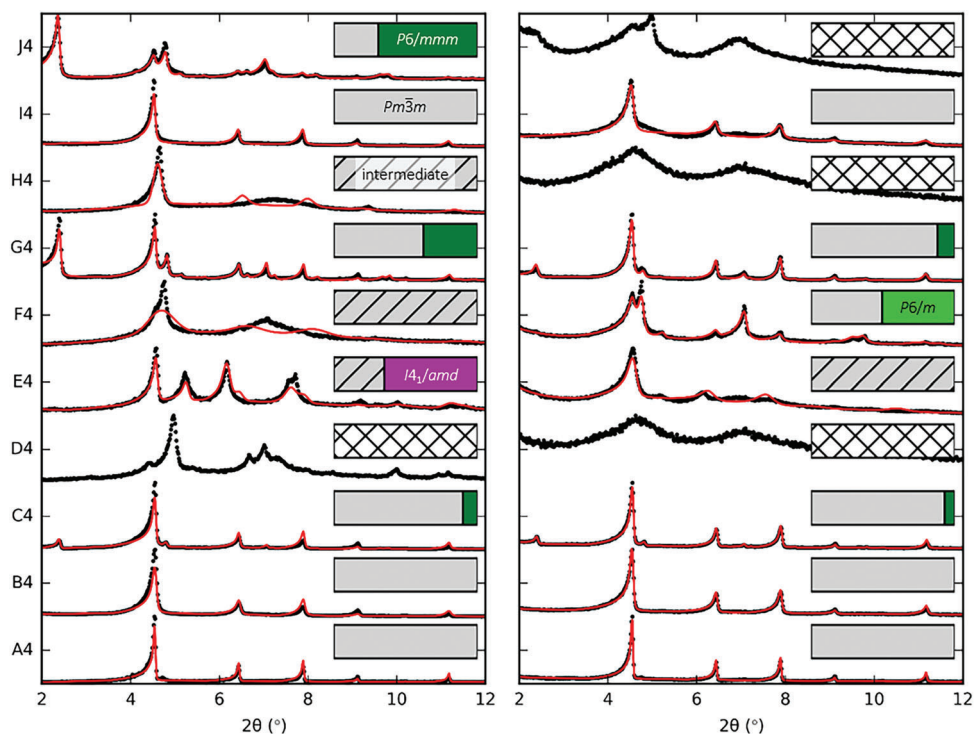 J4
P6/mmm
I4
Pm3̅m
H4
intermediate
G4
F4
P6/m
E4
I4₁/amd
D4
C4
B4
A4
2 4 6 8 10 12
2θ (°)
2 4 6 8 10 12
2θ (°)